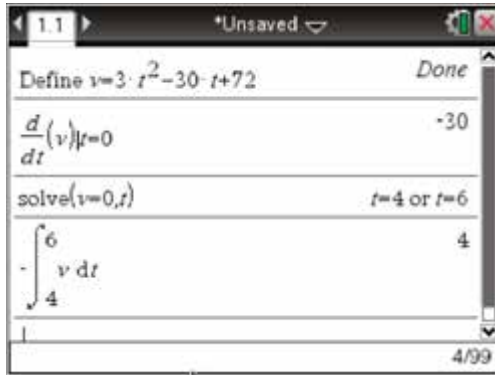 1.1 *Unsaved
Define v=3·t²−30·t+72 Done
d/dt(v)|t=0 -30
solve(v=0,t) t=4 or t=6
-∫₄⁶ v dt 4
4/99